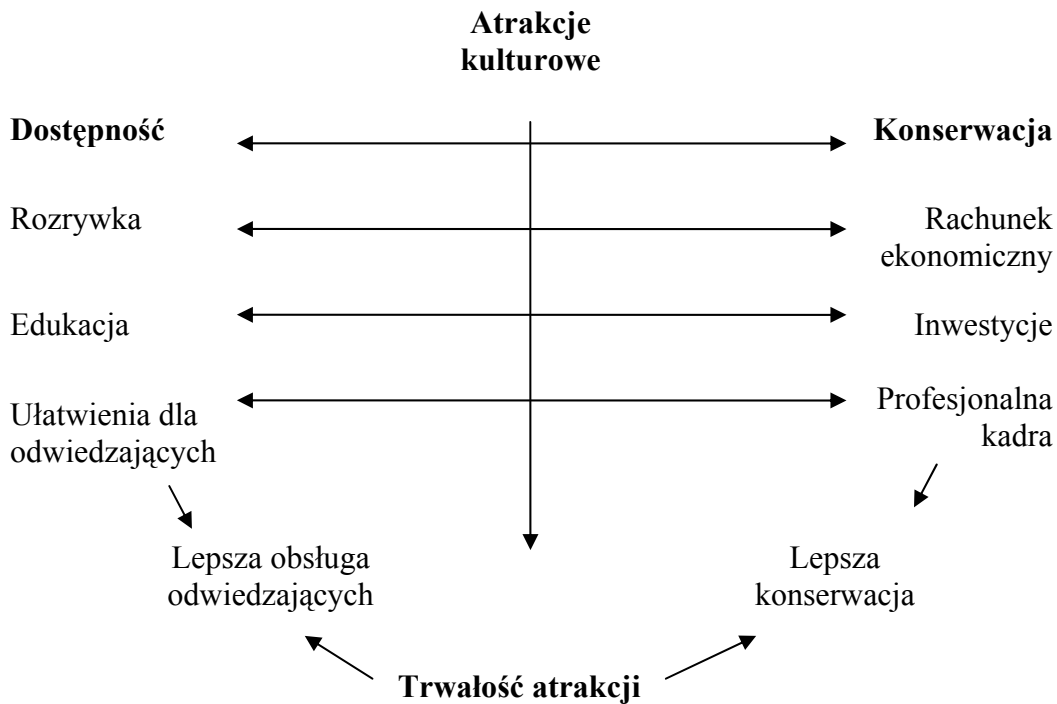 Atrakcje
kulturowe
Dostępność
Konserwacja
Rozrywka
Rachunek
ekonomiczny
Edukacja
Inwestycje
Ułatwienia dla
odwiedzających
Profesjonalna
kadra
Lepsza obsługa
odwiedzających
Lepsza
konserwacja
Trwałość atrakcji